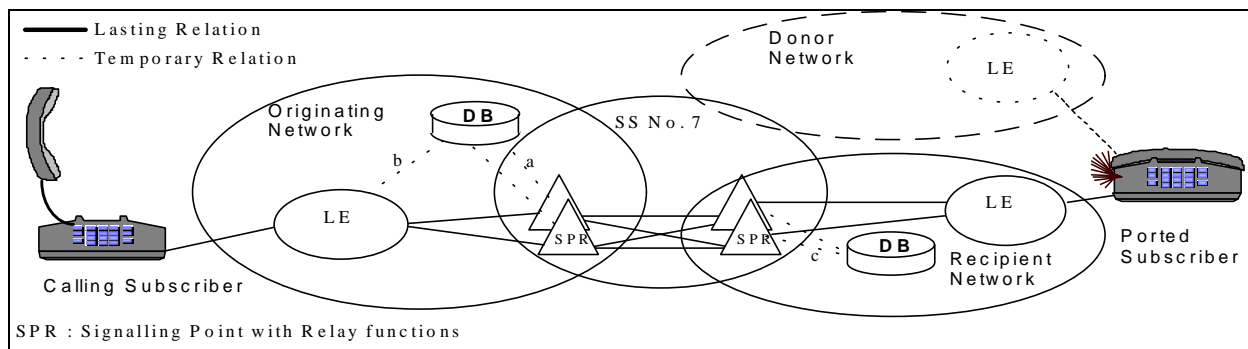 Lasting Relation
Temporary Relation
Donor
Network
LE
Originating
Network
DB
SS No.7
b
a
LE
SPR
SPR
LE
c
DB
Recipient
Network
Ported
Subscriber
Calling Subscriber
SPR : Signalling Point with Relay functions